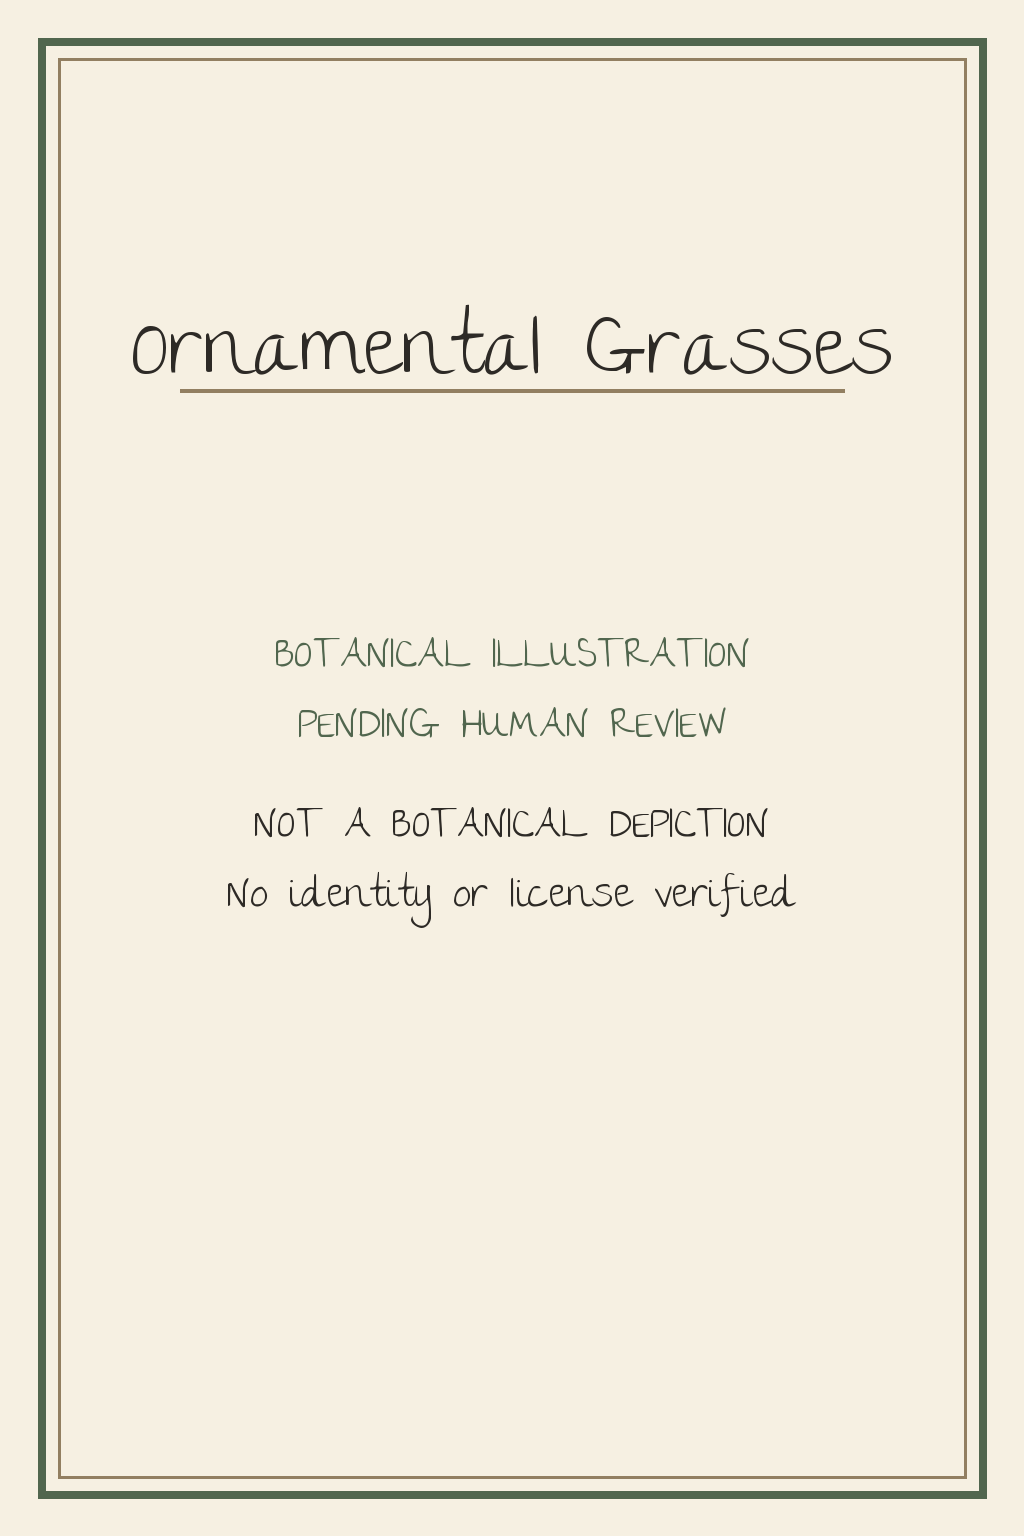 Ornamental Grasses
BOTANICAL ILLUSTRATION
PENDING HUMAN REVIEW
NOT A BOTANICAL DEPICTION
No identity or license verified